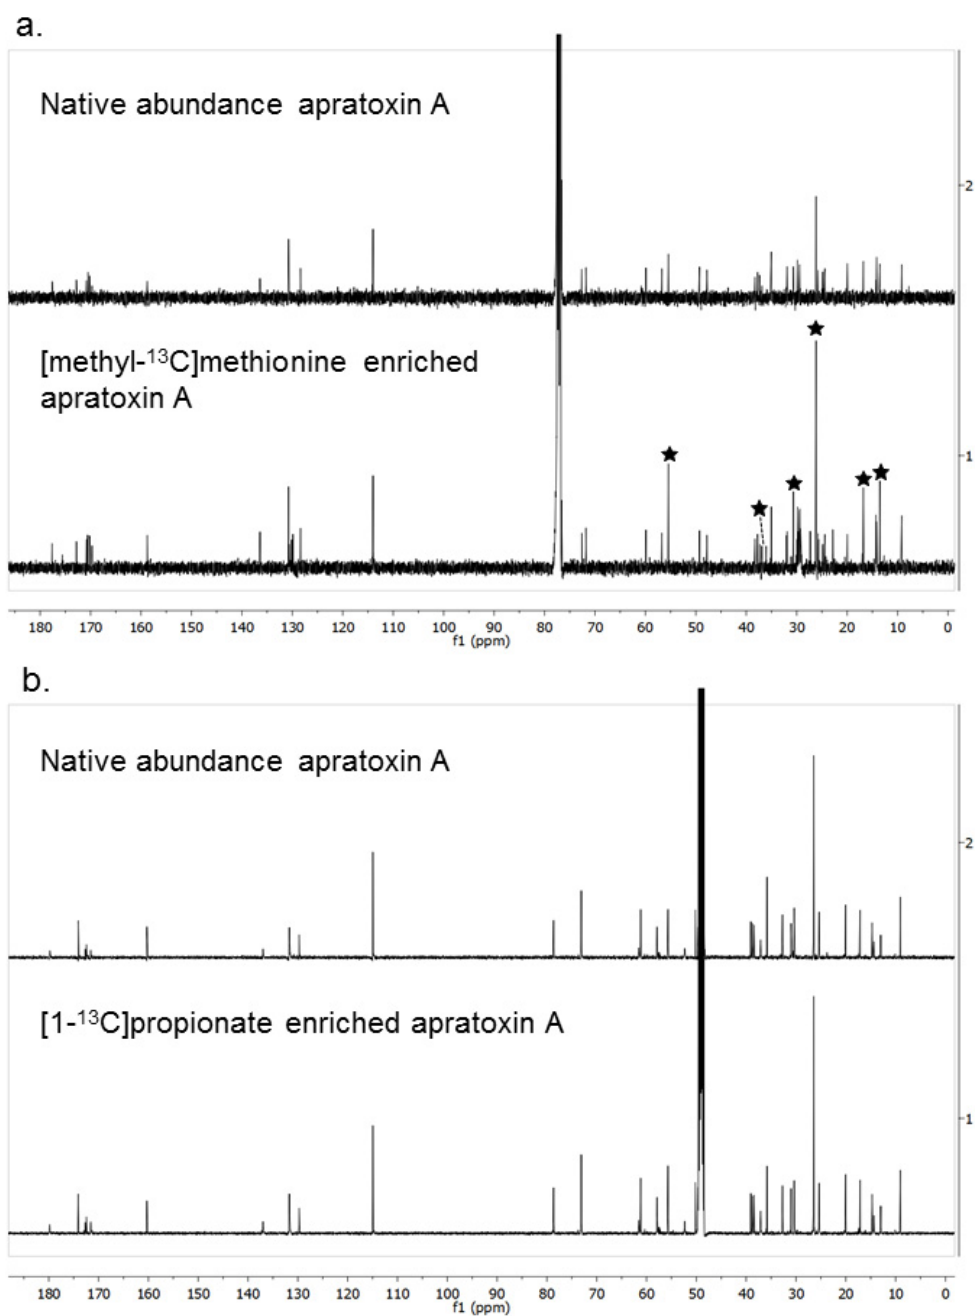 a.
Native abundance apratoxin A
2
[methyl-¹³C]methionine enriched
apratoxin A
1
180 170 160 150 140 130 120 110 100 90 80 70 60 50 40 30 20 10 0
f1 (ppm)
b.
Native abundance apratoxin A
2
[1-¹³C]propionate enriched apratoxin A
1
180 170 160 150 140 130 120 110 100 90 80 70 60 50 40 30 20 10 0
f1 (ppm)